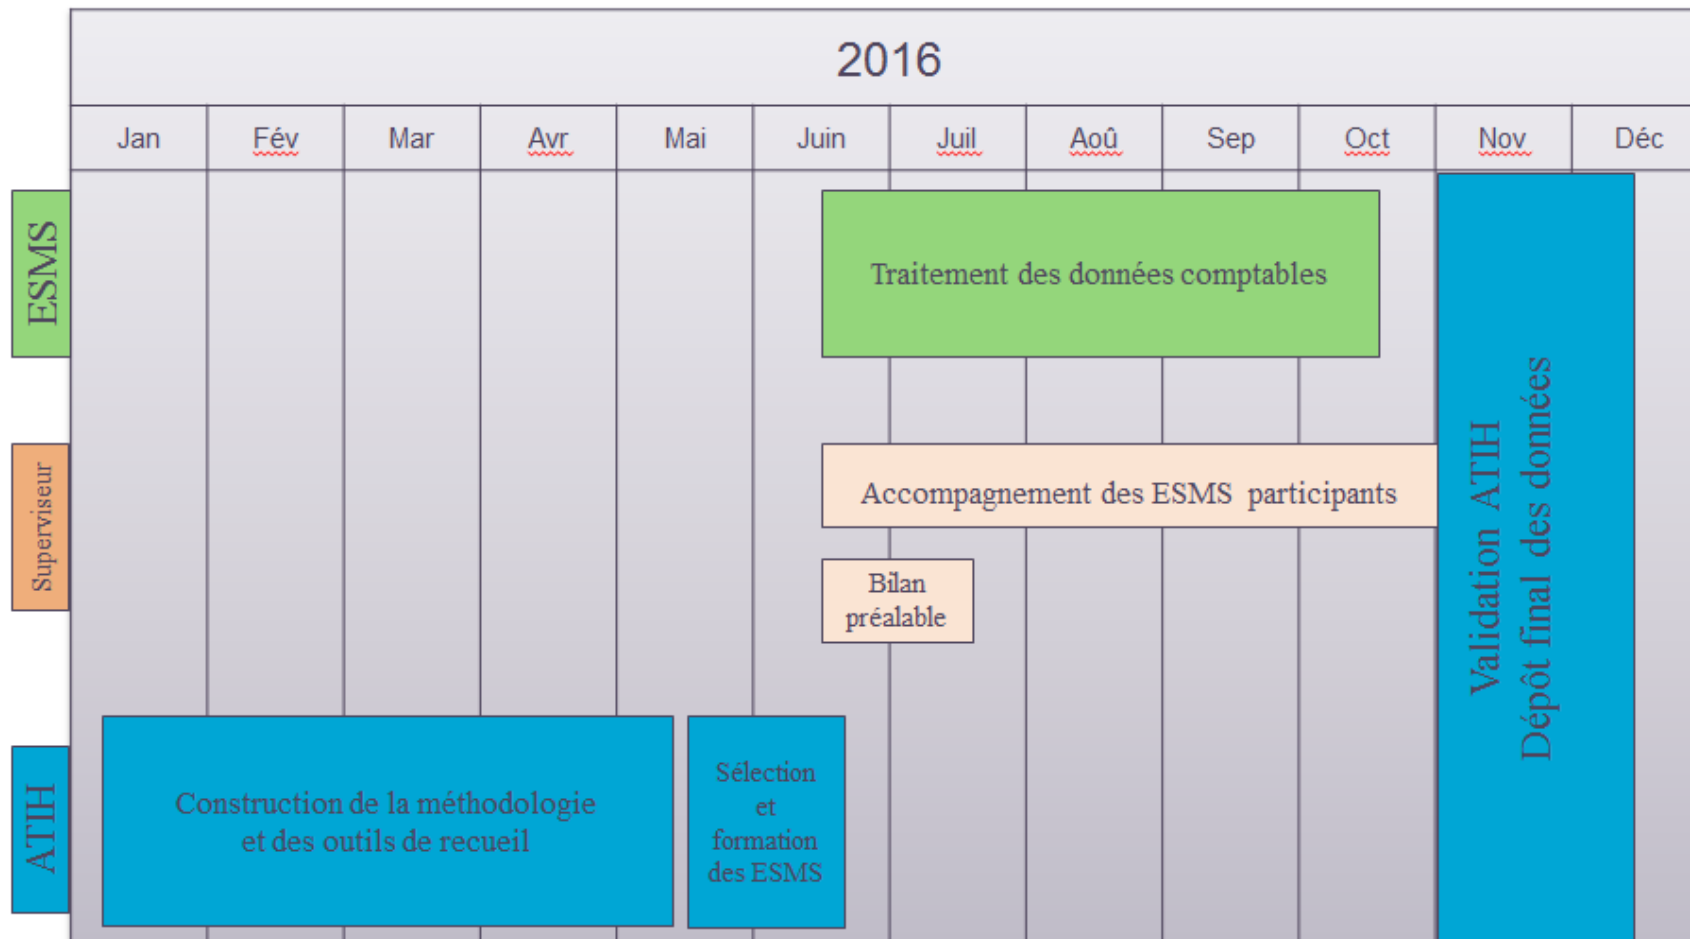 2016
Jan Fév Mar Avr Mai Juin Juil Aoû Sep Oct Nov Déc
ESMS
Traitement des données comptables
Superviseur
Accompagnement des ESMS participants
Bilan
préalable
Validation ATIH
Dépôt final des données
ATIH
Construction de la méthodologie
et des outils de recueil
Sélection
et
formation
des ESMS